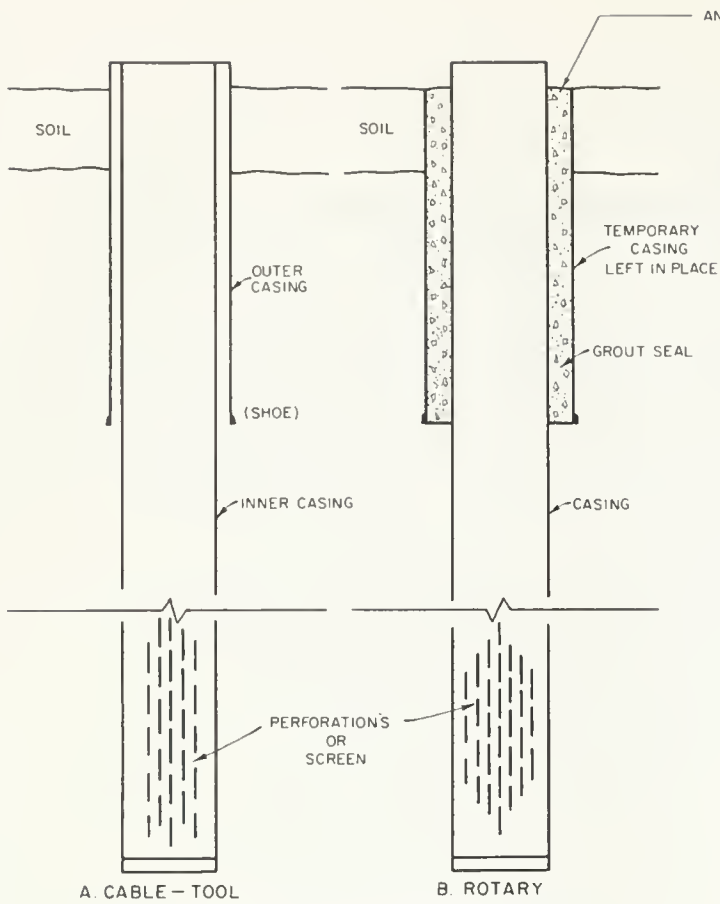 AN
SOIL
SOIL
OUTER
CASING
TEMPORARY
CASING
LEFT IN PLACE
GROUT SEAL
(SHOE)
INNER CASING
CASING
PERFORATIONS
OR
SCREEN
A. CABLE-TOOL
B. ROTARY